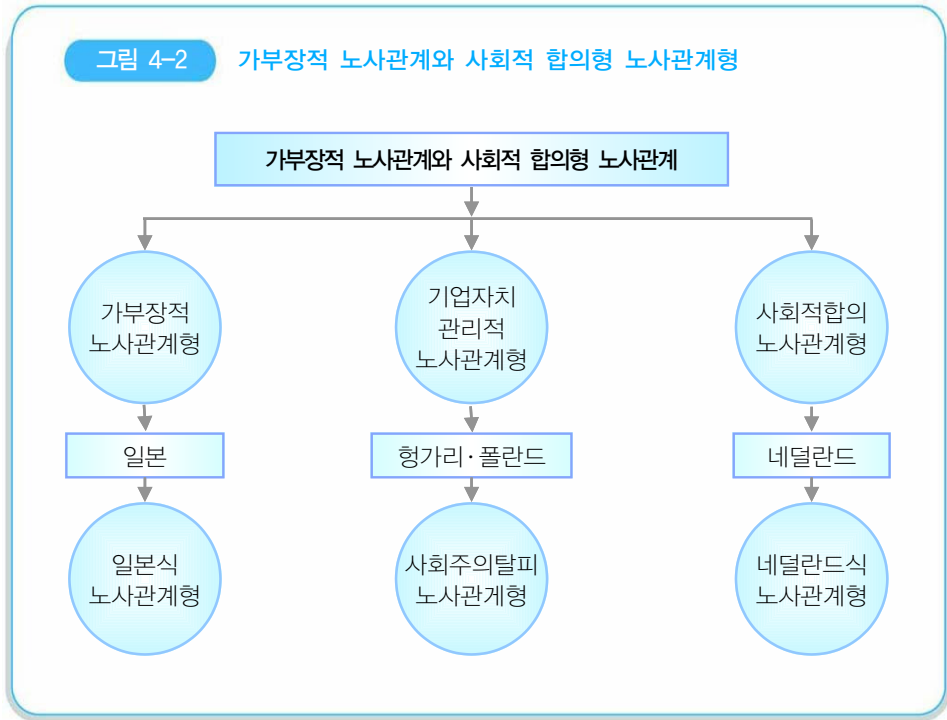 그림 4-2 가부장적 노사관계와 사회적 합의형 노사관계형
가부장적 노사관계와 사회적 합의형 노사관계
가부장적
노사관계형
기업자치
관리적
노사관계형
사회적합의
노사관계형
일본
헝가리·폴란드
네덜란드
일본식
노사관계형
사회주의탈피
노사관게형
네덜란드식
노사관계형